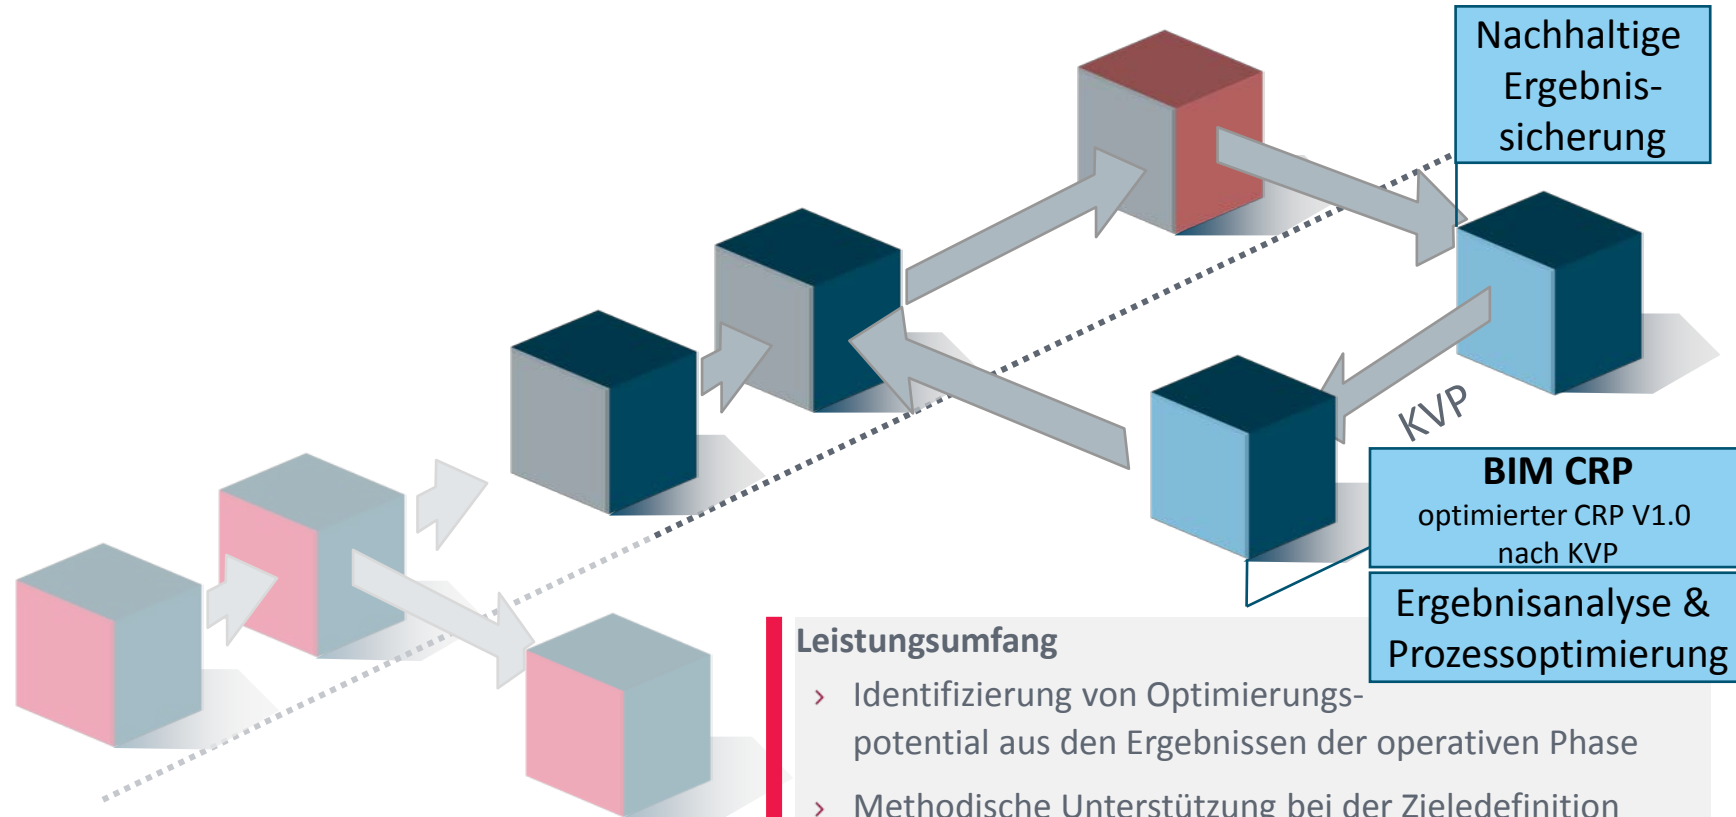 Nachhaltige
Ergebnis-
sicherung
KVP
BIM CRP
optimierter CRP V1.0
nach KVP
Ergebnisanalyse &
Prozessoptimierung
Leistungsumfang
› Identifizierung von Optimierungs-
potential aus den Ergebnissen der operativen Phase
› Methodische Unterstützung bei der Zieledefinition